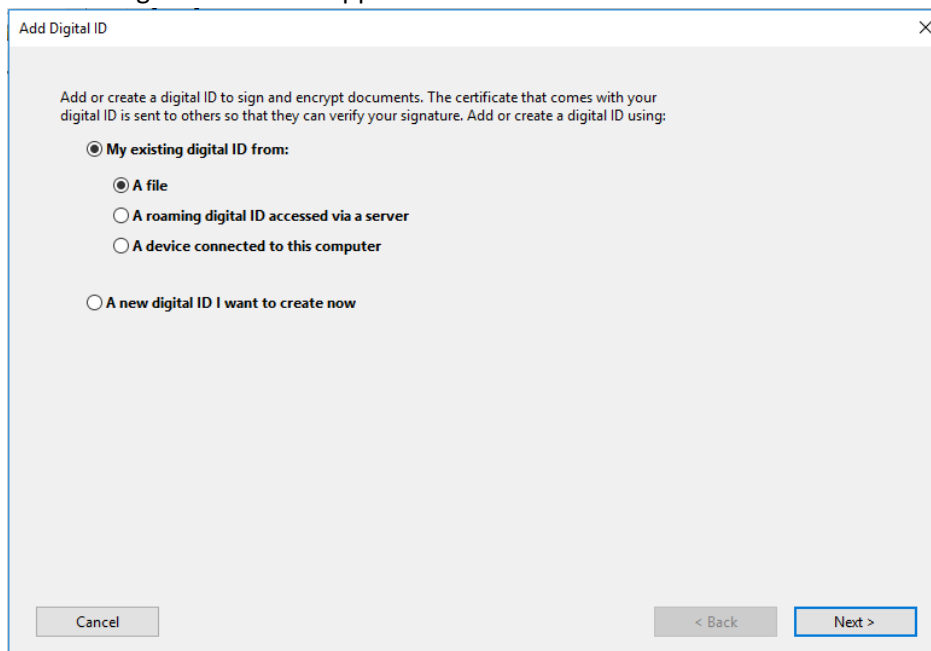 Add Digital ID
Add or create a digital ID to sign and encrypt documents. The certificate that comes with your
digital ID is sent to others so that they can verify your signature. Add or create a digital ID using:
My existing digital ID from:
A file
A roaming digital ID accessed via a server
A device connected to this computer
A new digital ID I want to create now
Cancel
< Back
Next >